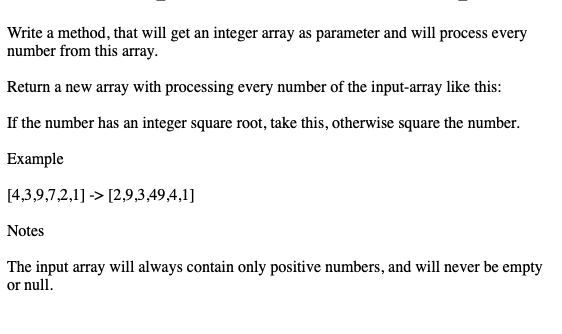 Write a method, that will get an integer array as parameter and will process every
number from this array.
Return a new array with processing every number of the input-array like this:
If the number has an integer square root, take this, otherwise square the number.
Example
[4,3,9,7,2,1] -> [2,9,3,49,4,1]
Notes
The input array will always contain only positive numbers, and will never be empty
or null.